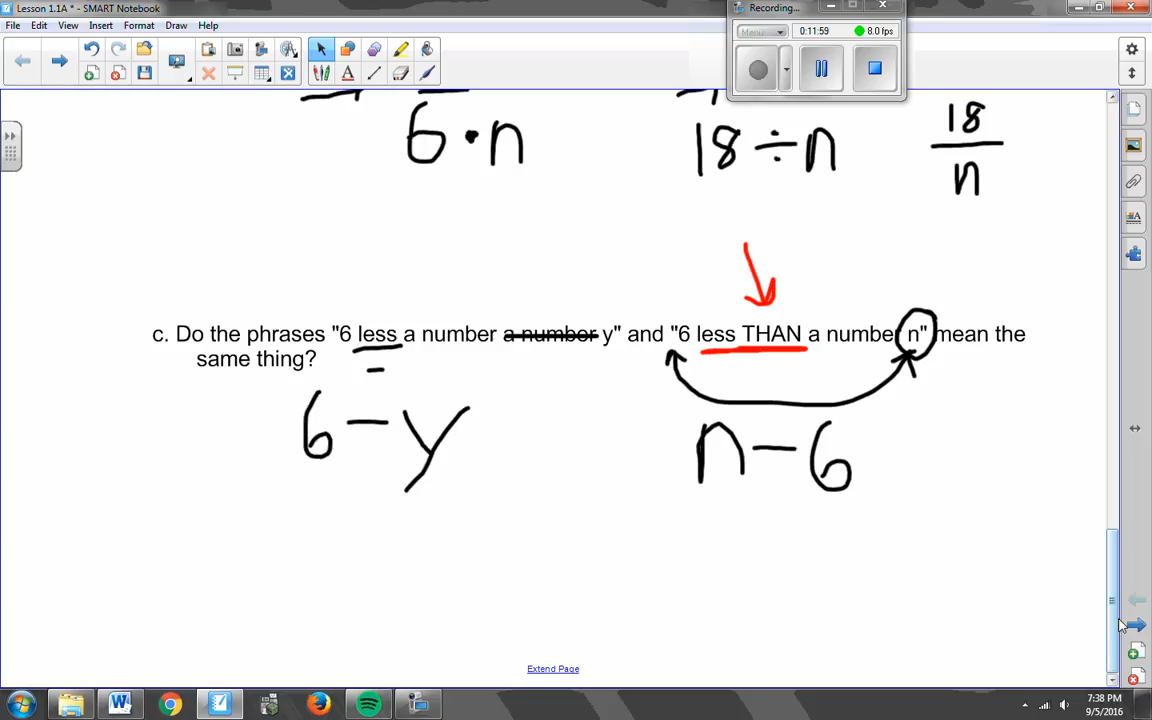 Lesson 1.1A * - SMART Notebook
Recording...
File Edit View Insert Format Draw Help
Menu 0:11:59 8.0 fps
6 · n
18 ÷ n
18
n
c. Do the phrases "6 less a number a number y" and "6 less THAN a number n" mean the
same thing?
6 - y
n - 6
Extend Page
7:38 PM
9/5/2016